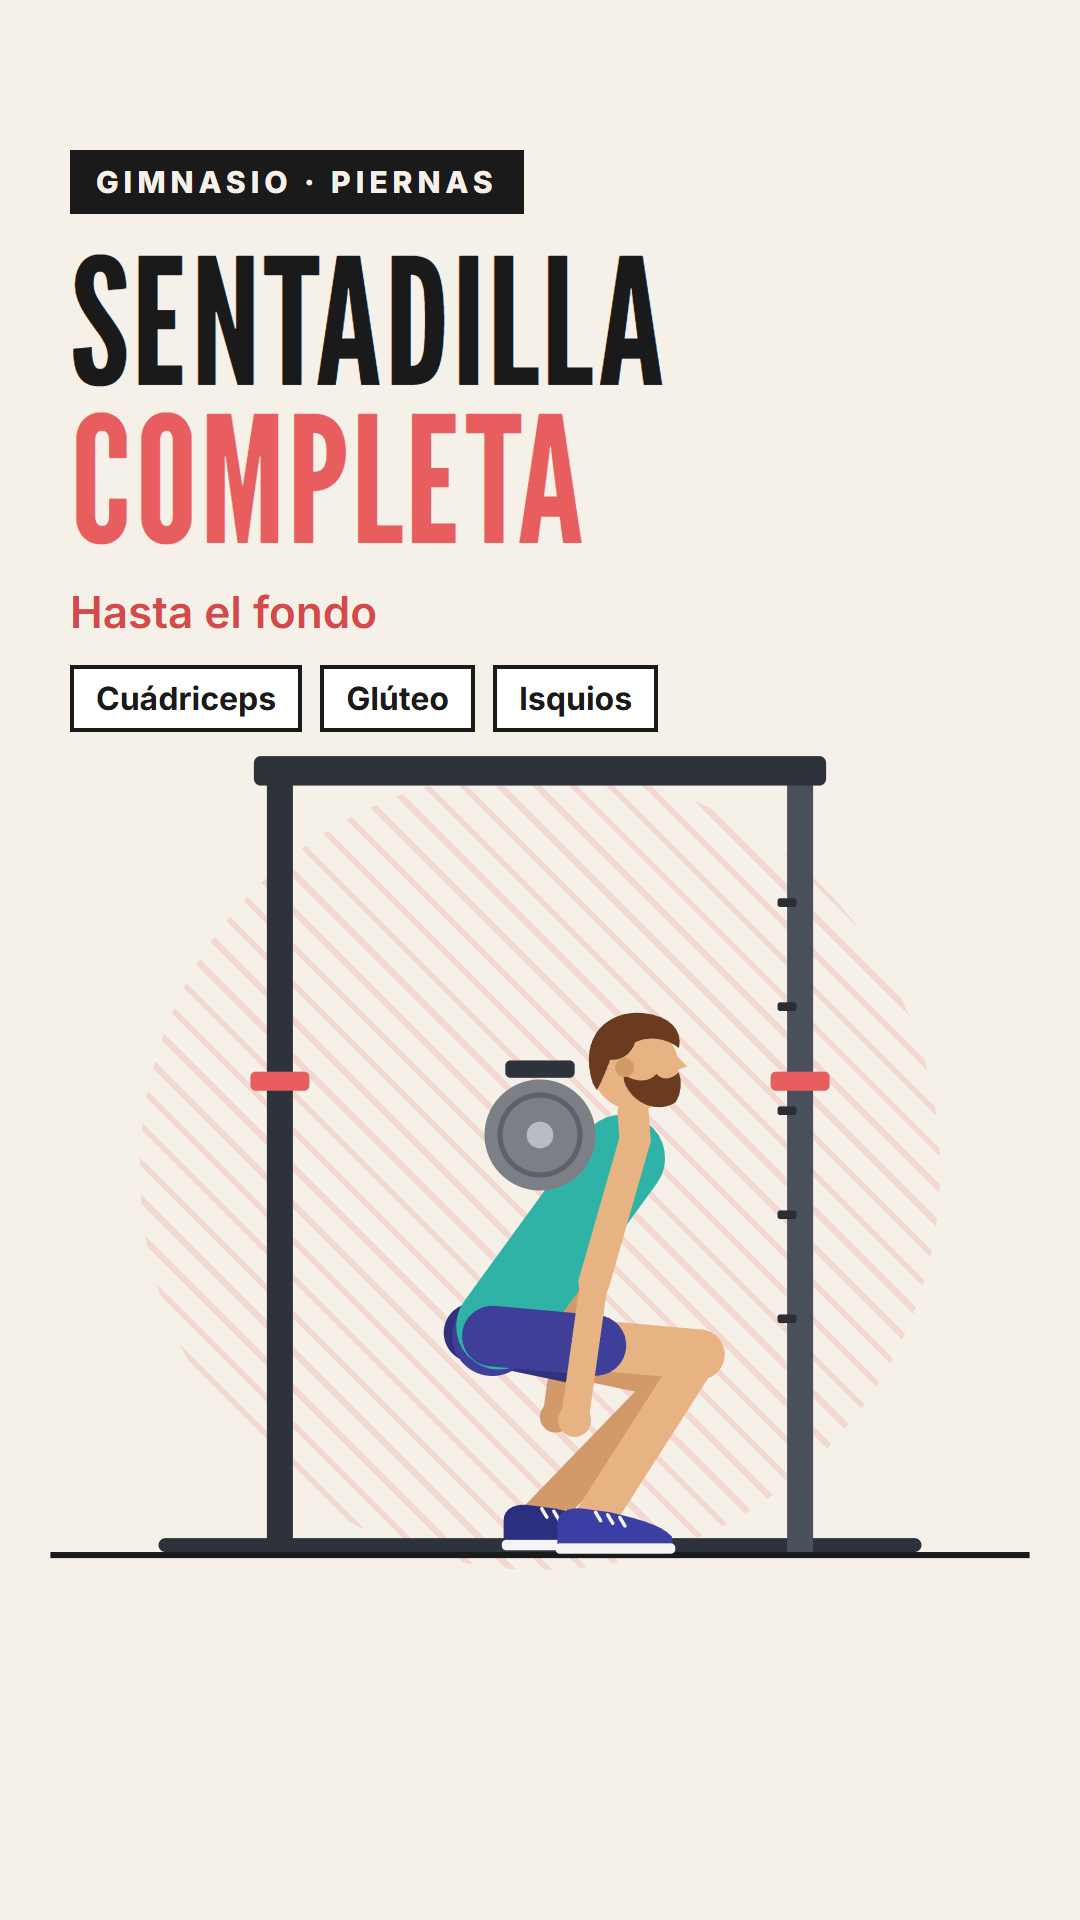 GIMNASIO · PIERNAS
SENTADILLA
COMPLETA
Hasta el fondo
Cuádriceps Glúteo Isquios